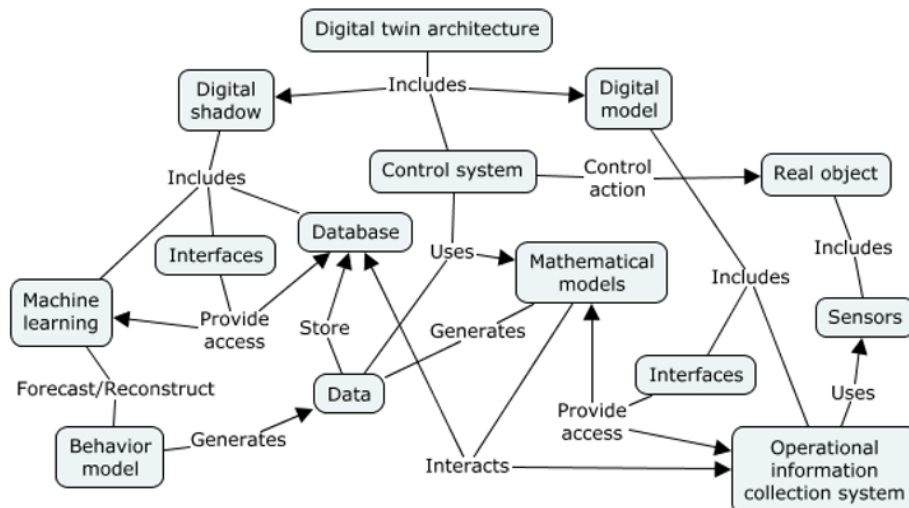 Digital twin architecture
Includes
Digital
shadow
Digital
model
Control system
Control
action
Real object
Includes
Interfaces
Database
Uses
Mathematical
models
Includes
Includes
Machine
learning
Provide
access
Store
Generates
Sensors
Forecast/Reconstruct
Data
Interfaces
Provide
access
Uses
Behavior
model
Generates
Interacts
Operational
information
collection system